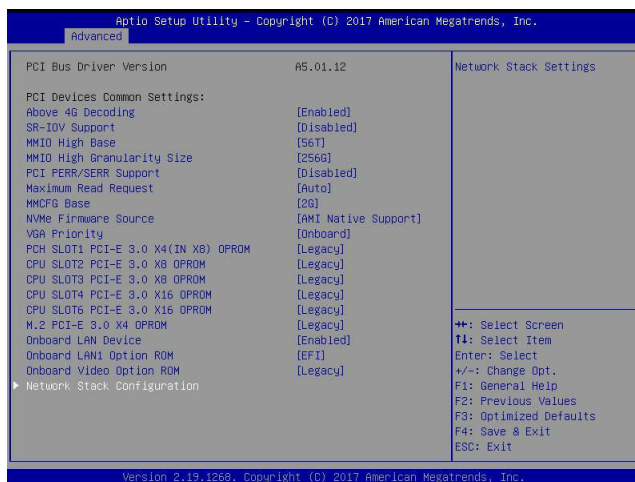 Aptio Setup Utility – Copyright (C) 2017 American Megatrends, Inc.
Advanced
PCI Bus Driver Version A5.01.12
Network Stack Settings
PCI Devices Common Settings:
Above 4G Decoding [Enabled]
SR-IOV Support [Disabled]
MMIO High Base [56T]
MMIO High Granularity Size [256G]
PCI PERR/SERR Support [Disabled]
Maximum Read Request [Auto]
MMCFG Base [2G]
NVMe Firmware Source [AMI Native Support]
VGA Priority [Onboard]
PCH SLOT1 PCI-E 3.0 X4(IN X8) OPROM [Legacy]
CPU SLOT2 PCI-E 3.0 X8 OPROM [Legacy]
CPU SLOT3 PCI-E 3.0 X8 OPROM [Legacy]
CPU SLOT4 PCI-E 3.0 X16 OPROM [Legacy]
CPU SLOT6 PCI-E 3.0 X16 OPROM [Legacy]
M.2 PCI-E 3.0 X4 OPROM [Legacy]
Onboard LAN Device [Enabled]
Onboard LAN1 Option ROM [EFI]
Onboard Video Option ROM [Legacy]
Network Stack Configuration
→←: Select Screen
↑↓: Select Item
Enter: Select
+/-: Change Opt.
F1: General Help
F2: Previous Values
F3: Optimized Defaults
F4: Save & Exit
ESC: Exit
Version 2.19.1268. Copyright (C) 2017 American Megatrends, Inc.